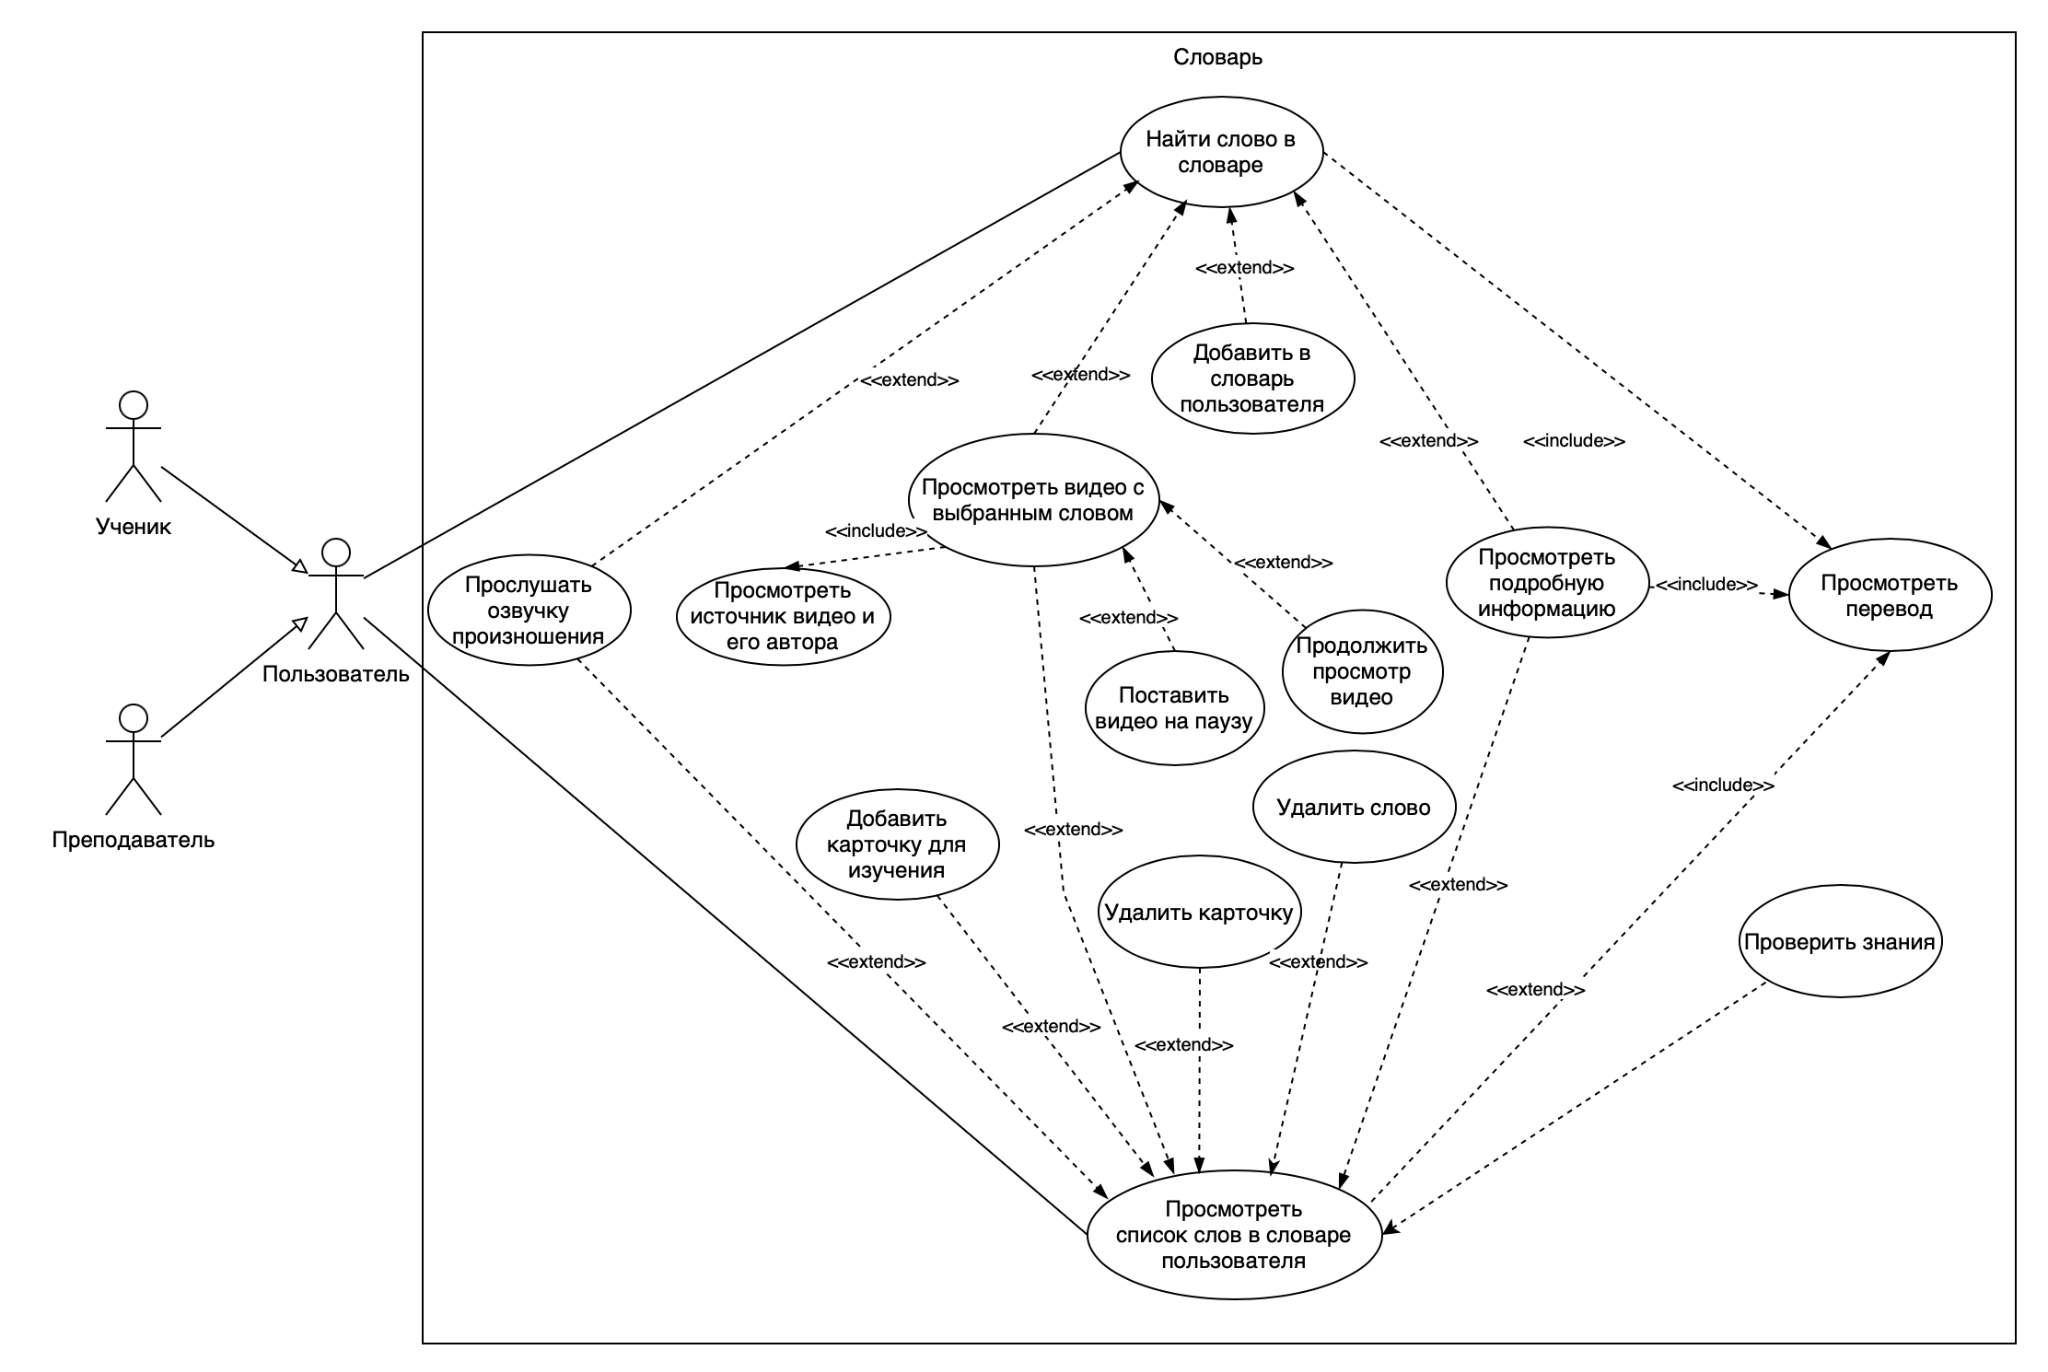 Словарь
Найти слово в
словаре
<<extend>>
Добавить в
словарь
пользователя
<<extend>>
<<extend>>
<<extend>>
<<include>>
Ученик
Просмотреть видео с
выбранным словом
<<include>>
<<extend>>
Прослушать
озвучку
произношения
Просмотреть
источник видео и
его автора
<<extend>>
Просмотреть
подробную
информацию
<<include>>
Просмотреть
перевод
Пользователь
Продолжить
просмотр
видео
Поставить
видео на паузу
Преподаватель
<<include>>
Удалить слово
Добавить
карточку для
изучения
<<extend>>
<<extend>>
Удалить карточку
Проверить знания
<<extend>>
<<extend>>
<<extend>>
<<extend>>
<<extend>>
Просмотреть
список слов в словаре
пользователя